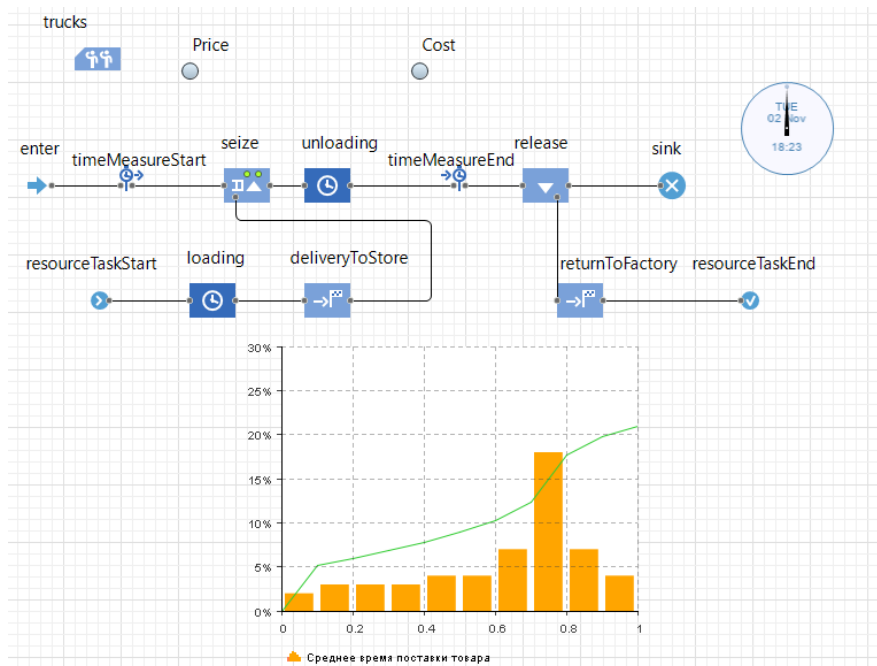 trucks
Price
Cost
TUE
02 Nov
18:23
enter
timeMeasureStart
seize
unloading
timeMeasureEnd
release
sink
resourceTaskStart
loading
deliveryToStore
returnToFactory
resourceTaskEnd
30%
25%
20%
15%
10%
5%
0%
0 0.2 0.4 0.6 0.8 1
Среднее время поставки товара